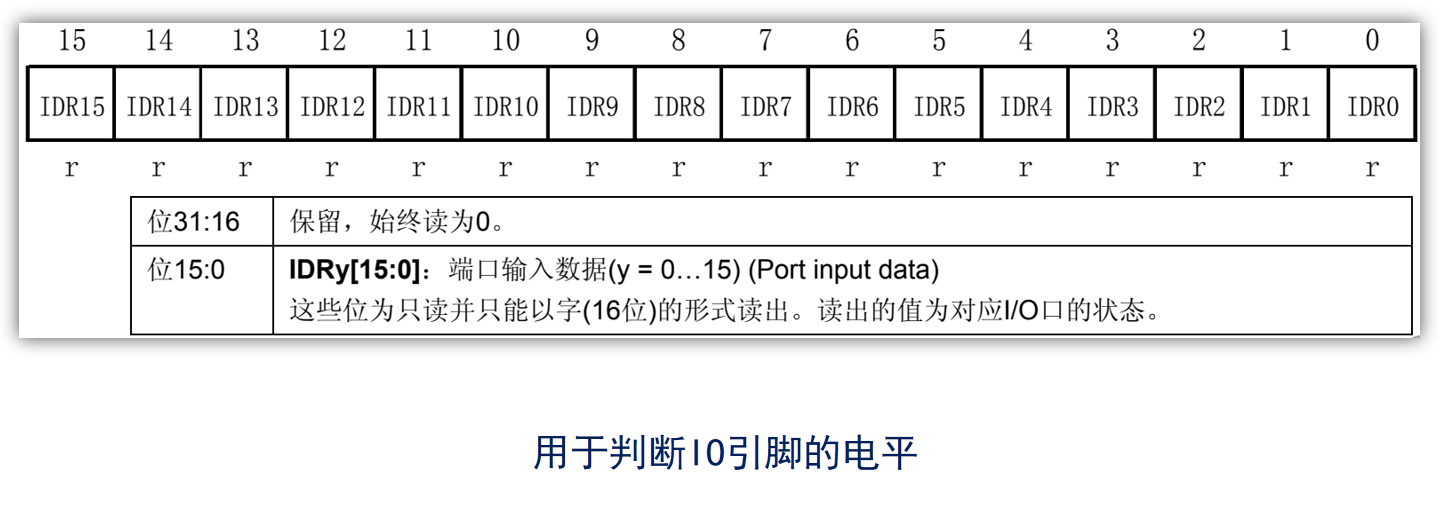 15 14 13 12 11 10 9 8 7 6 5 4 3 2 1 0
IDR15 IDR14 IDR13 IDR12 IDR11 IDR10 IDR9 IDR8 IDR7 IDR6 IDR5 IDR4 IDR3 IDR2 IDR1 IDR0
r r r r r r r r r r r r r r r r
位31:16 保留，始终读为0。
位15:0 IDRy[15:0]：端口输入数据(y = 0…15) (Port input data)
这些位为只读并只能以字(16位)的形式读出。读出的值为对应I/O口的状态。
用于判断IO引脚的电平